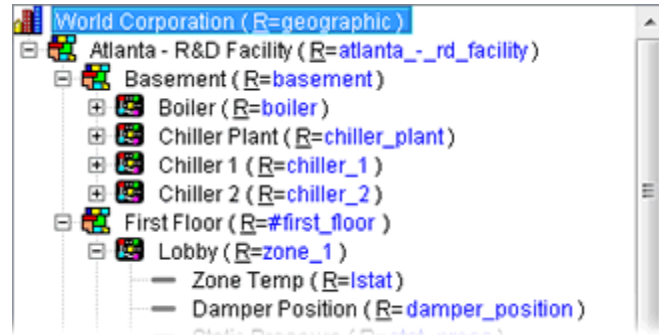 World Corporation ( R=geographic )
Atlanta - R&D Facility ( R=atlanta_-_rd_facility)
Basement ( R=basement )
Boiler ( R=boiler )
Chiller Plant ( R=chiller_plant )
Chiller 1 ( R=chiller_1 )
Chiller 2 ( R=chiller_2 )
First Floor ( R=#first_floor )
Lobby ( R=zone_1 )
Zone Temp ( R=lstat)
Damper Position ( R=damper_position )